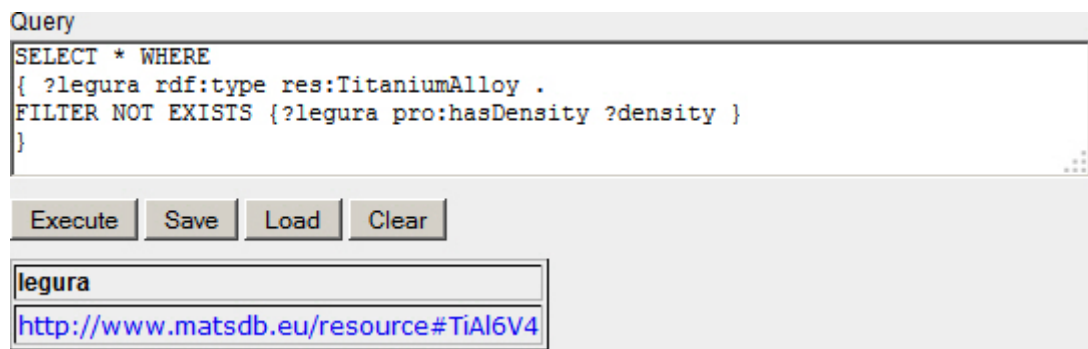 Query
SELECT * WHERE
{ ?legura rdf:type res:TitaniumAlloy .
FILTER NOT EXISTS {?legura pro:hasDensity ?density }
}
Execute Save Load Clear
legura
http://www.matsdb.eu/resource#TiAl6V4